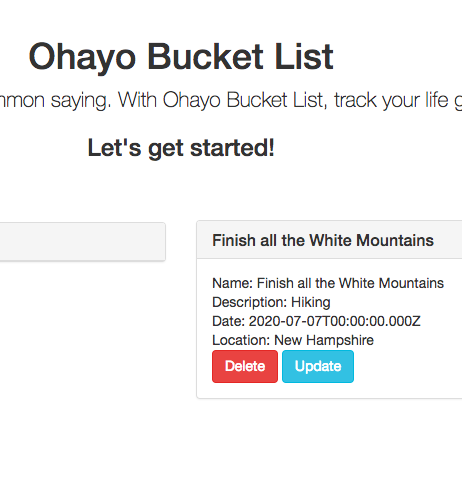 Ohayo Bucket List
saying. With Ohayo Bucket List, track your life
Let's get started!
Finish all the White Mountains
Name: Finish all the White Mountains
Description: Hiking
Date: 2020-07-07T00:00:00.000Z
Location: New Hampshire
Delete Update